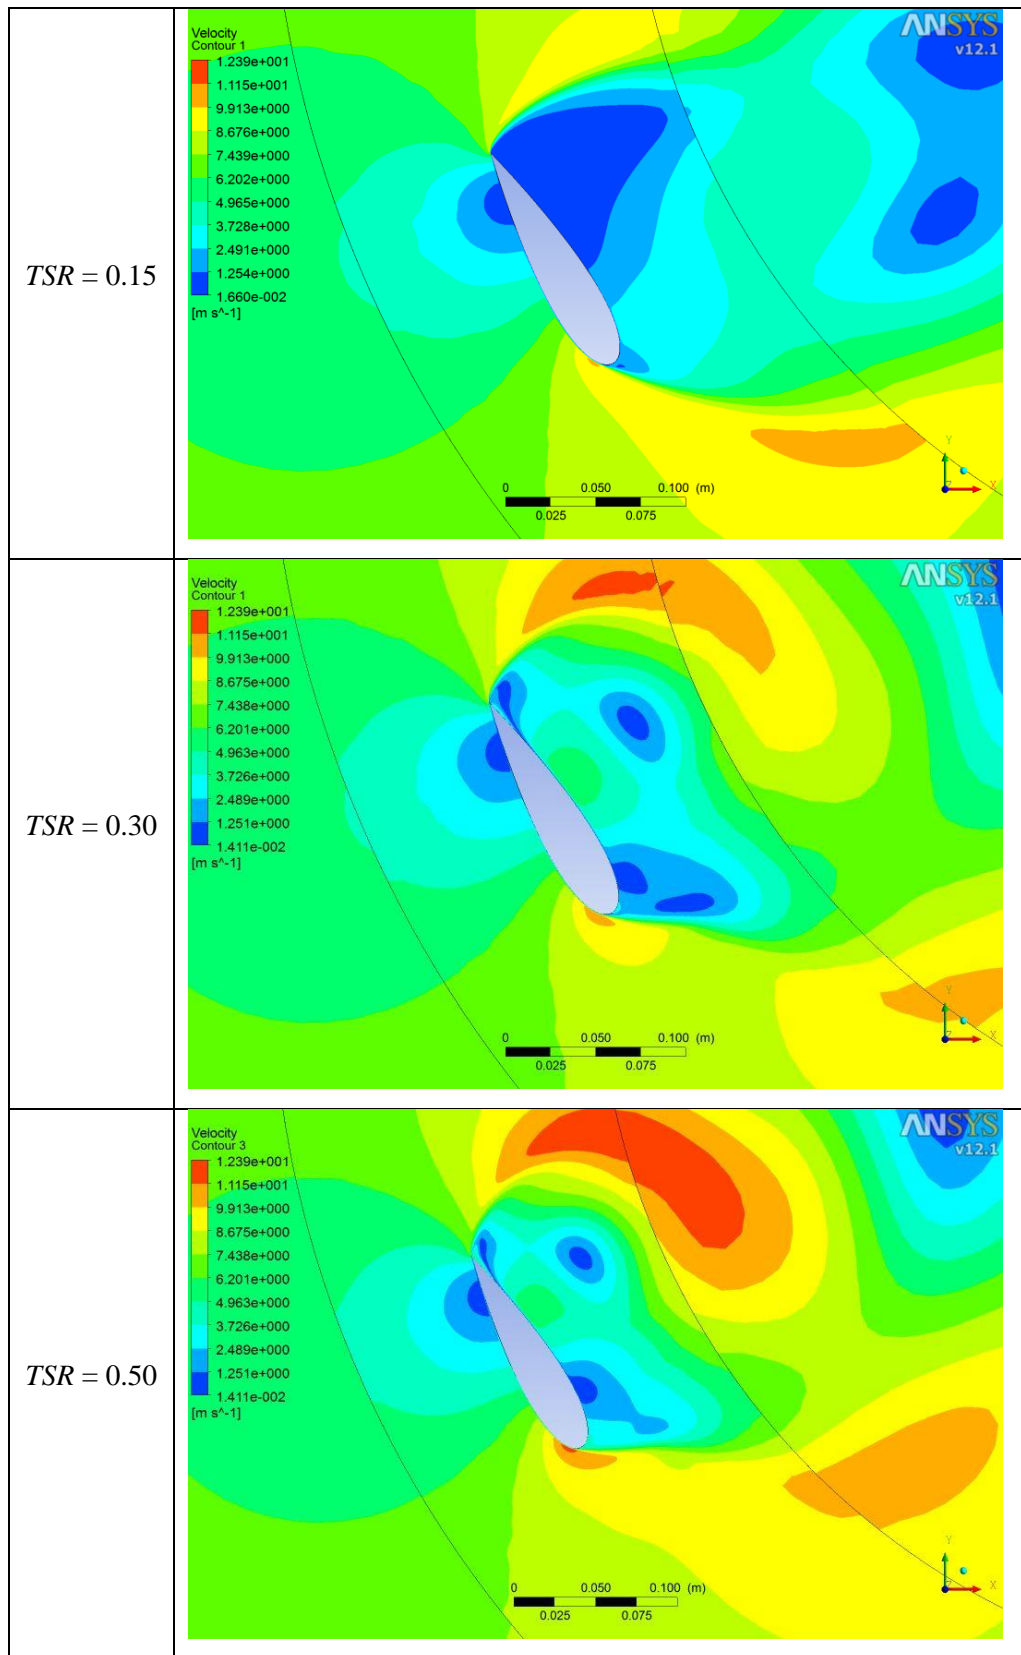 TSR = 0.15
Velocity
Contour 1
1.239e+001
1.115e+001
9.913e+000
8.676e+000
7.439e+000
6.202e+000
4.965e+000
3.728e+000
2.491e+000
1.254e+000
1.660e-002
[m s^-1]
ANSYS
v12.1
0 0.050 0.100 (m)
0.025 0.075
Y
Z X
TSR = 0.30
Velocity
Contour 1
1.239e+001
1.115e+001
9.913e+000
8.675e+000
7.438e+000
6.201e+000
4.963e+000
3.726e+000
2.489e+000
1.251e+000
1.411e-002
[m s^-1]
ANSYS
v12.1
0 0.050 0.100 (m)
0.025 0.075
Y
Z X
TSR = 0.50
Velocity
Contour 3
1.239e+001
1.115e+001
9.913e+000
8.675e+000
7.438e+000
6.201e+000
4.963e+000
3.726e+000
2.489e+000
1.251e+000
1.411e-002
[m s^-1]
ANSYS
v12.1
0 0.050 0.100 (m)
0.025 0.075
Y
Z X